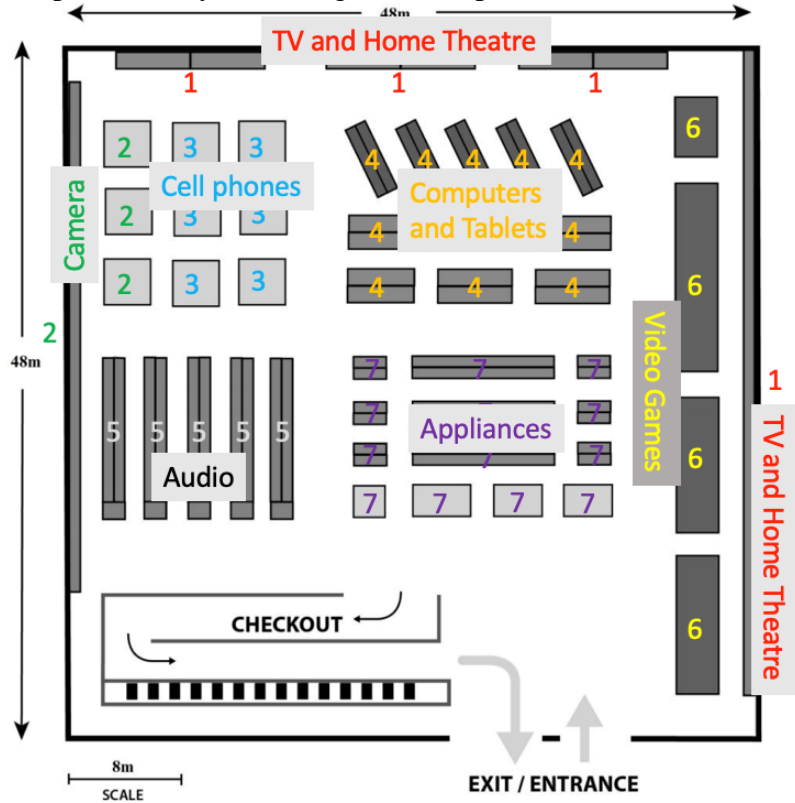 48m
TV and Home Theatre
1 1 1
2 3 3
4 4 4 4 4
6
Cell phones
Computers
and Tablets
Camera
2 3 3
4 4
2 3 3
4 4 4
6
2
48m
Video Games
1
7 7 7
7 7
Appliances
5 5 5 5 5
7 7 7
Audio
6
7 7 7 7
TV and Home Theatre
CHECKOUT
6
8m
SCALE
EXIT / ENTRANCE